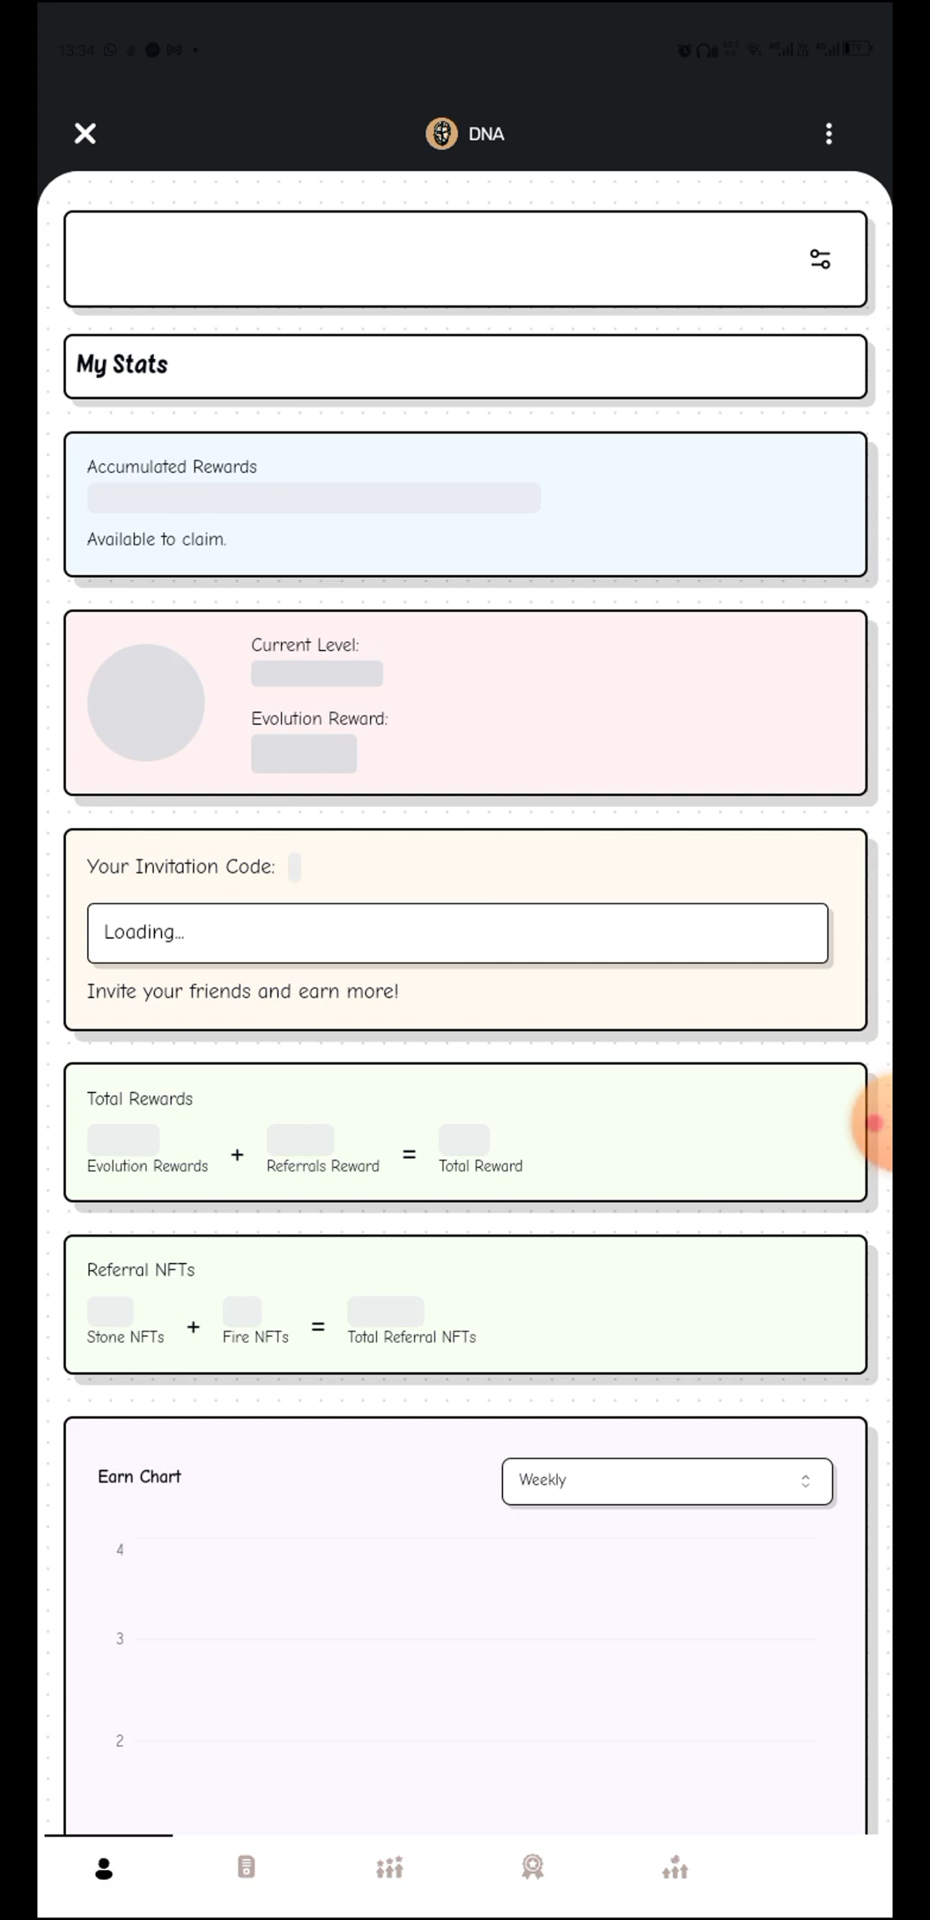 13:34
DNA
My Stats
Accumulated Rewards
Available to claim.
Current Level:
Evolution Reward:
Your Invitation Code:
Loading...
Invite your friends and earn more!
Total Rewards
+ =
Evolution Rewards Referrals Reward Total Reward
Referral NFTs
+ =
Stone NFTs Fire NFTs Total Referral NFTs
Earn Chart Weekly
4
3
2